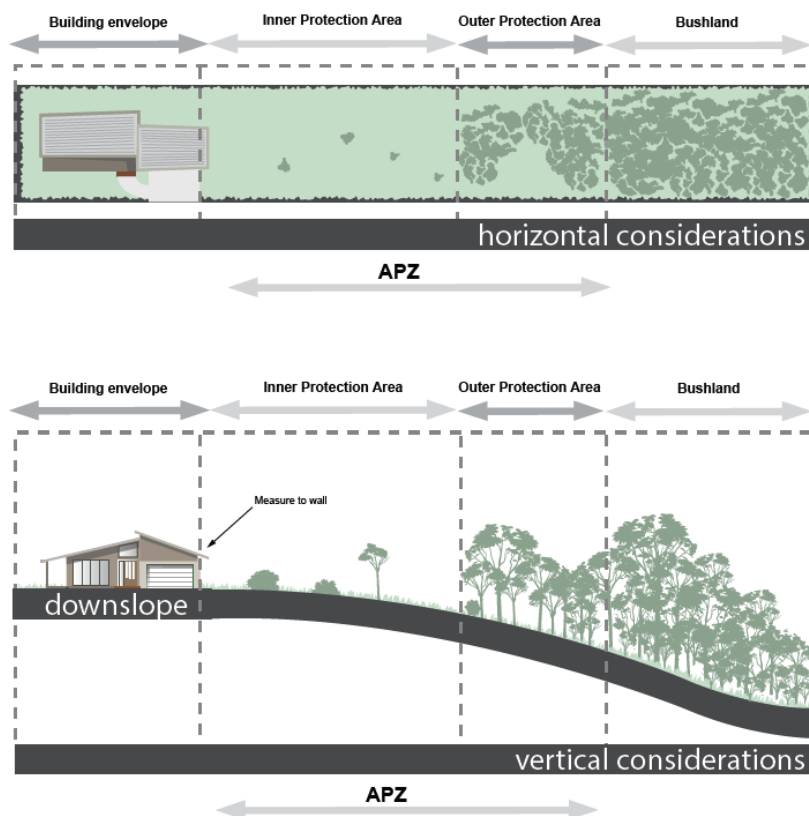 Building envelope
Inner Protection Area
Outer Protection Area
Bushland
horizontal considerations
APZ
Building envelope
Inner Protection Area
Outer Protection Area
Bushland
Measure to wall
downslope
vertical considerations
APZ